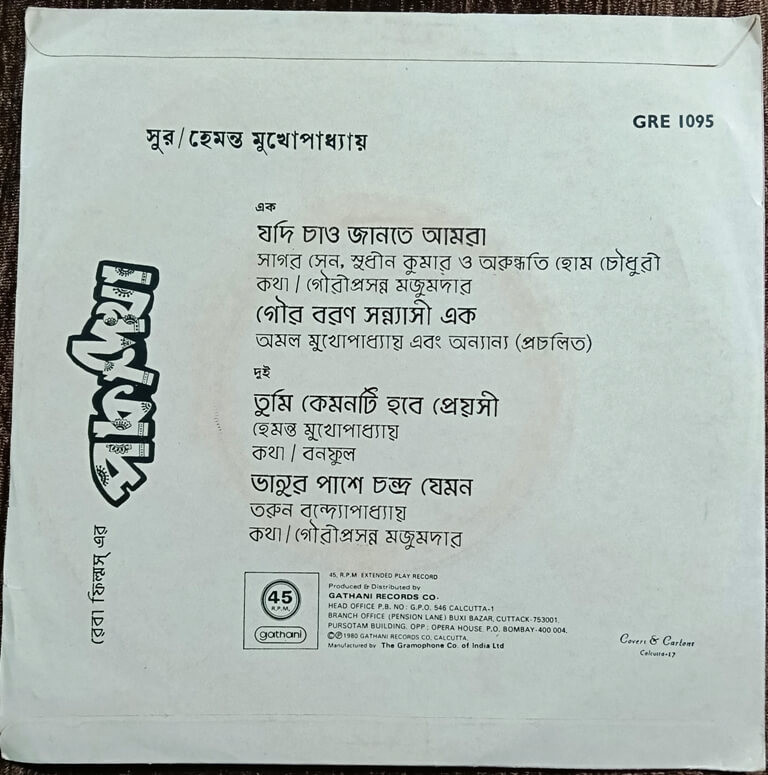 GRE 1095
সুর / হেমন্ত মুখোপাধ্যায়
এক
যদি চাও জানতে আমরা
সাগর সেন, সুধীন কুমার ও অরুন্ধতি হোম চৌধুরী
কথা / গৌরীপ্রসন্ন মজুমদার
গৌর বরণ সন্ন্যাসী এক
অমল মুখোপাধ্যায় এবং অন্যান্য (প্রচলিত)
দুই
তুমি কেমনটি হবে প্রেয়সী
হেমন্ত মুখোপাধ্যায়
কথা / বনফুল
ভানুর পাশে চন্দ্র যেমন
তরুন বন্দ্যোপাধ্যায়
কথা / গৌরীপ্রসন্ন মজুমদার
রেবা ফিল্মস্ এর
পাকা দেখা
45
R.P.M.
gathani
45, R.P.M. EXTENDED PLAY RECORD
Produced & Distributed by
GATHANI RECORDS CO.
HEAD OFFICE P.B. NO: G.P.O. 546 CALCUTTA-1
BRANCH OFFICE (PENSION LANE) BUXI BAZAR, CUTTACK-753001.
PURSOTAM BUILDING, OPP: OPERA HOUSE, P.O. BOMBAY-400 004.
©℗1980 GATHANI RECORDS CO, CALCUTTA.
Manufactured by The Gramophone Co. of India Ltd
Covers & Cartons
Calcutta-17